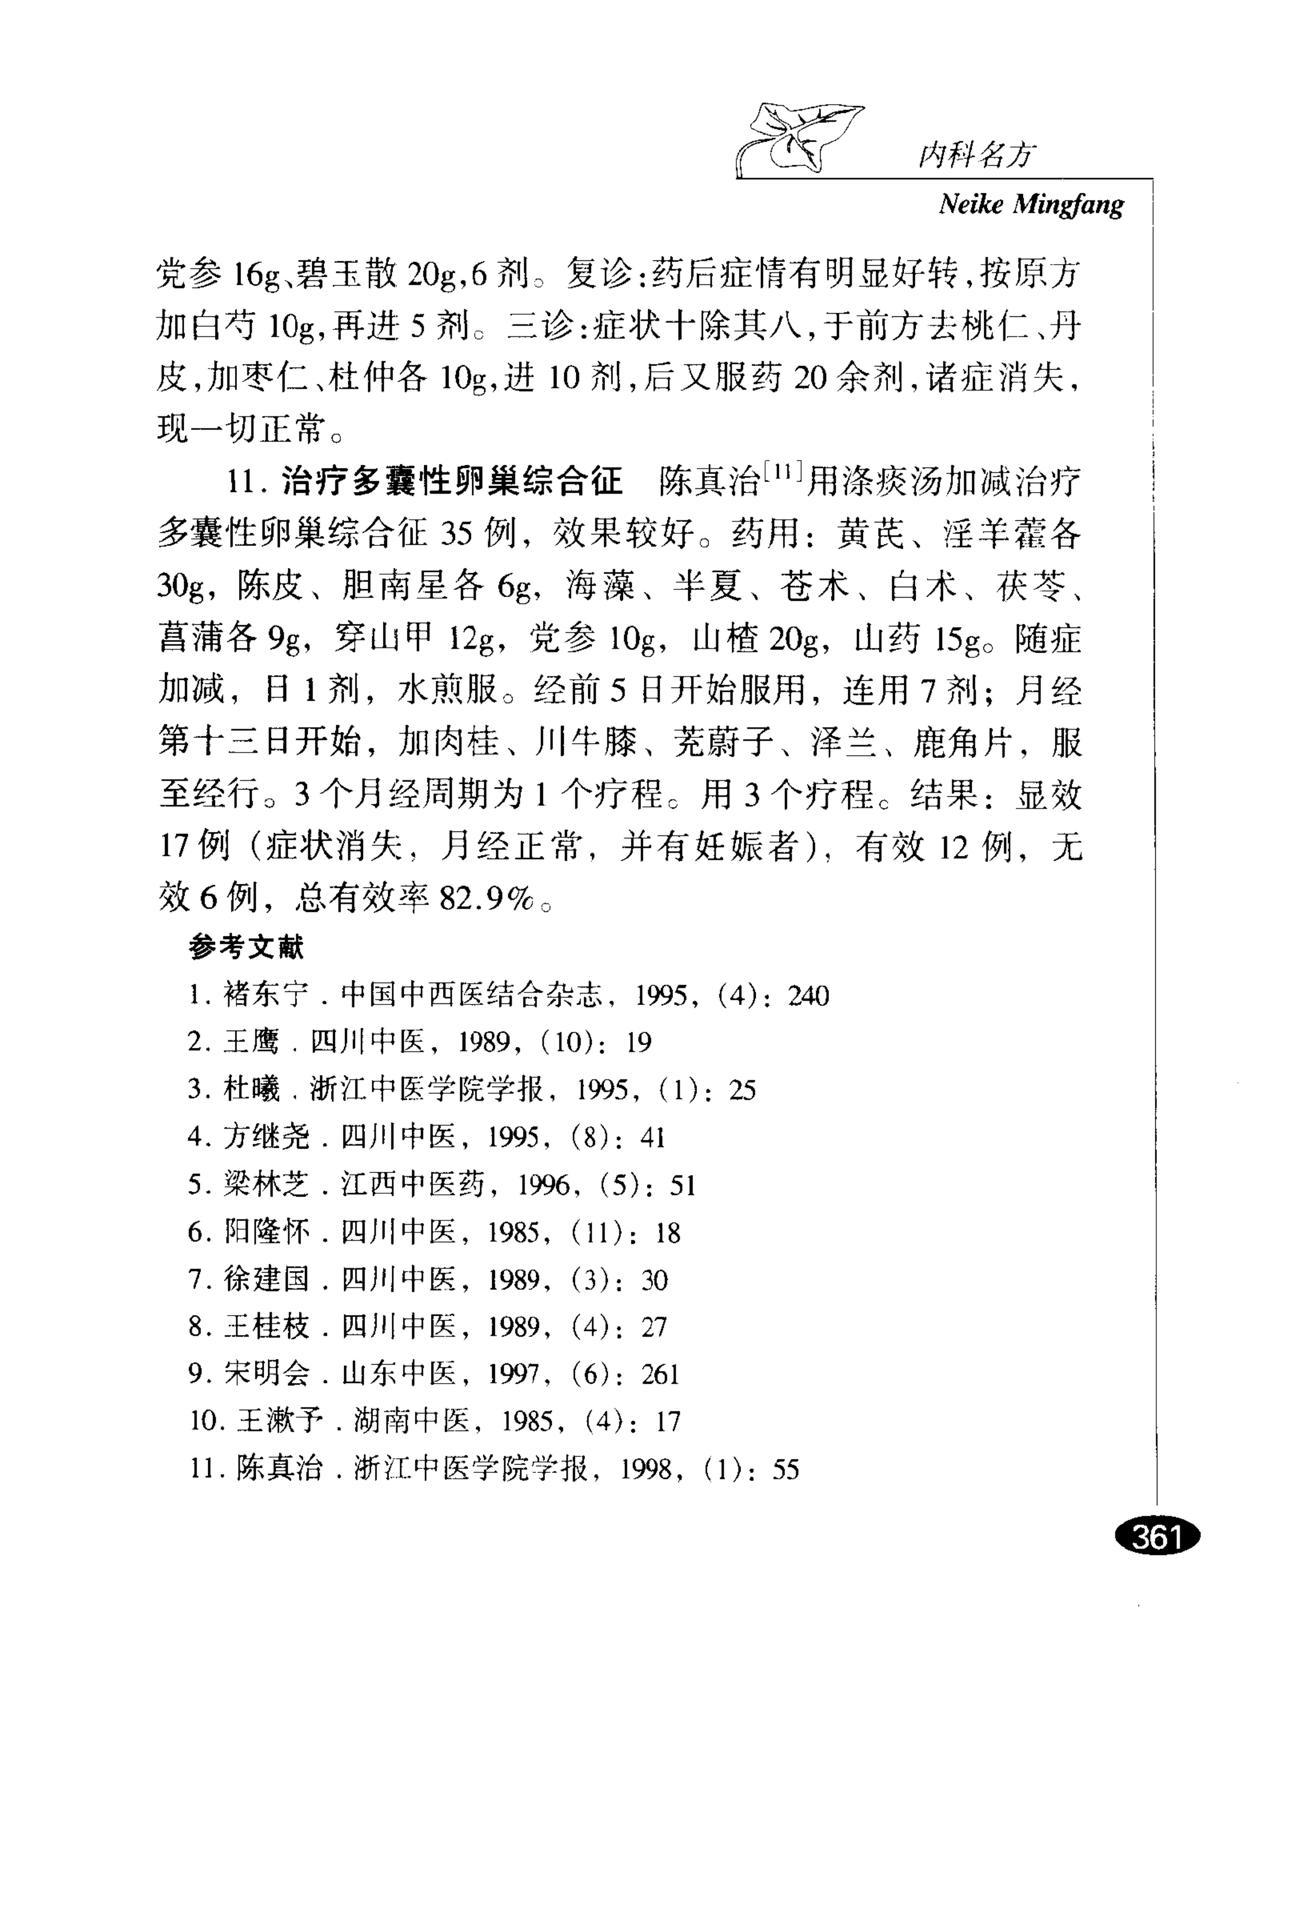 内科名方
Neike Mingfang
党参 16g、碧玉散 20g,6 剂。复诊:药后症情有明显好转,按原方
加白芍 10g,再进 5 剂。三诊:症状十除其八,于前方去桃仁、丹
皮,加枣仁、杜仲各 10g,进 10 剂,后又服药 20 余剂,诸症消失,
现一切正常。
11. 治疗多囊性卵巢综合征 陈真治[11]用涤痰汤加减治疗
多囊性卵巢综合征 35 例，效果较好。药用：黄芪、淫羊藿各
30g，陈皮、胆南星各 6g，海藻、半夏、苍术、白术、茯苓、
菖蒲各 9g，穿山甲 12g，党参 10g，山楂 20g，山药 15g。随症
加减，日 1 剂，水煎服。经前 5 日开始服用，连用 7 剂；月经
第十三日开始，加肉桂、川牛膝、茺蔚子、泽兰、鹿角片，服
至经行。3 个月经周期为 1 个疗程。用 3 个疗程。结果：显效
17 例（症状消失，月经正常，并有妊娠者），有效 12 例，无
效 6 例，总有效率 82.9%。
参考文献
1. 褚东宁．中国中西医结合杂志，1995，(4)：240
2. 王鹰．四川中医，1989，(10)：19
3. 杜曦．浙江中医学院学报，1995，(1)：25
4. 方继尧．四川中医，1995，(8)：41
5. 梁林芝．江西中医药，1996，(5)：51
6. 阳隆怀．四川中医，1985，(11)：18
7. 徐建国．四川中医，1989，(3)：30
8. 王桂枝．四川中医，1989，(4)：27
9. 宋明会．山东中医，1997，(6)：261
10. 王漱予．湖南中医，1985，(4)：17
11. 陈真治．浙江中医学院学报，1998，(1)：55
361